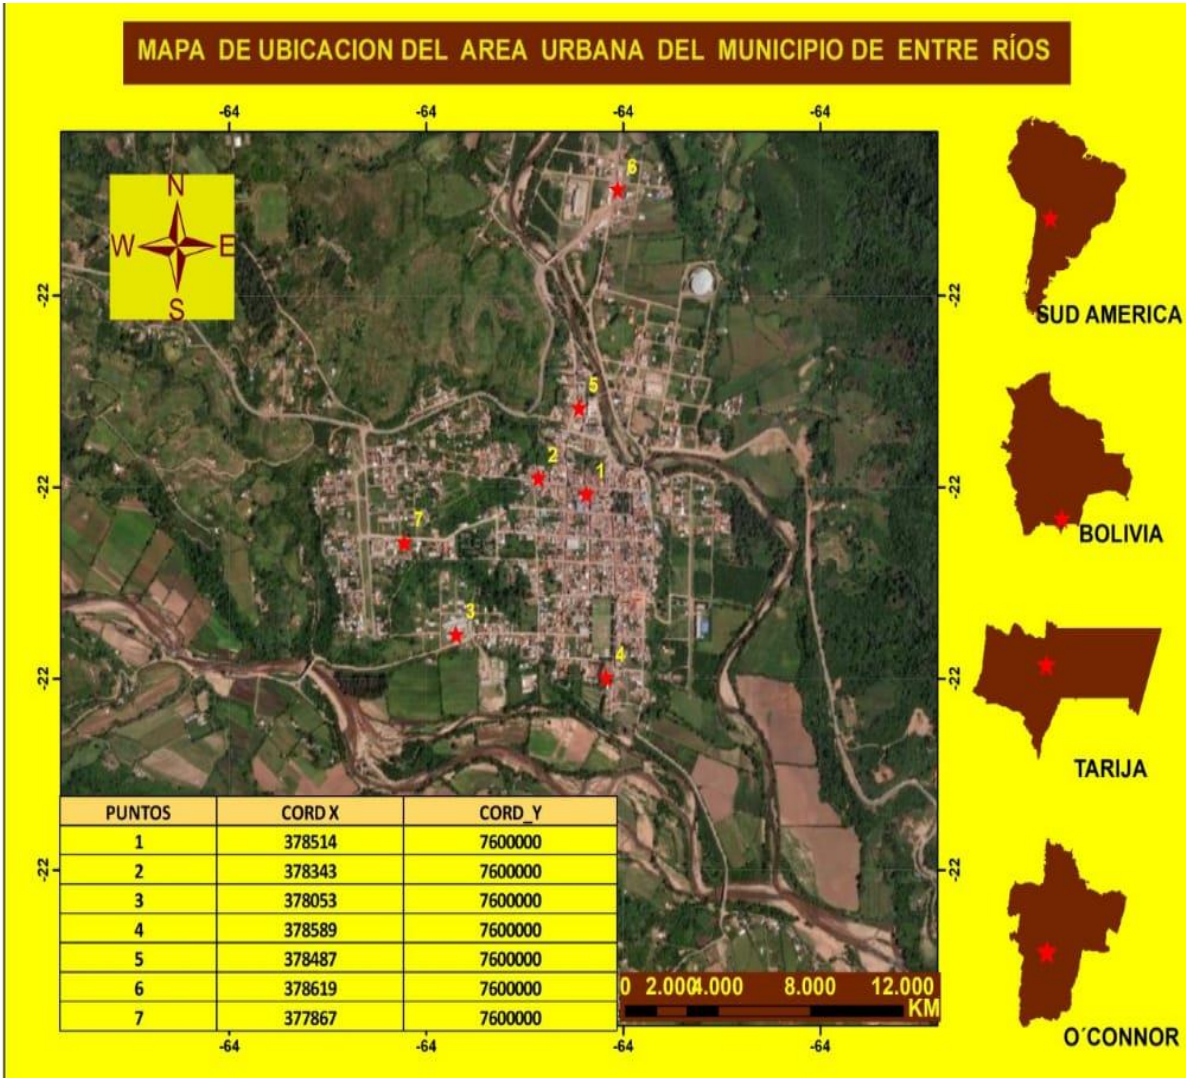 MAPA DE UBICACION DEL AREA URBANA DEL MUNICIPIO DE ENTRE RÍOS
-64 -64 -64 -64
N
W E
S
-22 -22
-22 -22
-22 -22
-22 -22
6
5
2
1
7
3
4
PUNTOS CORD X CORD_Y
1 378514 7600000
2 378343 7600000
3 378053 7600000
4 378589 7600000
5 378487 7600000
6 378619 7600000
7 377867 7600000
0 2.000 4.000 8.000 12.000
KM
-64 -64 -64 -64
SUD AMERICA
BOLIVIA
TARIJA
O´CONNOR